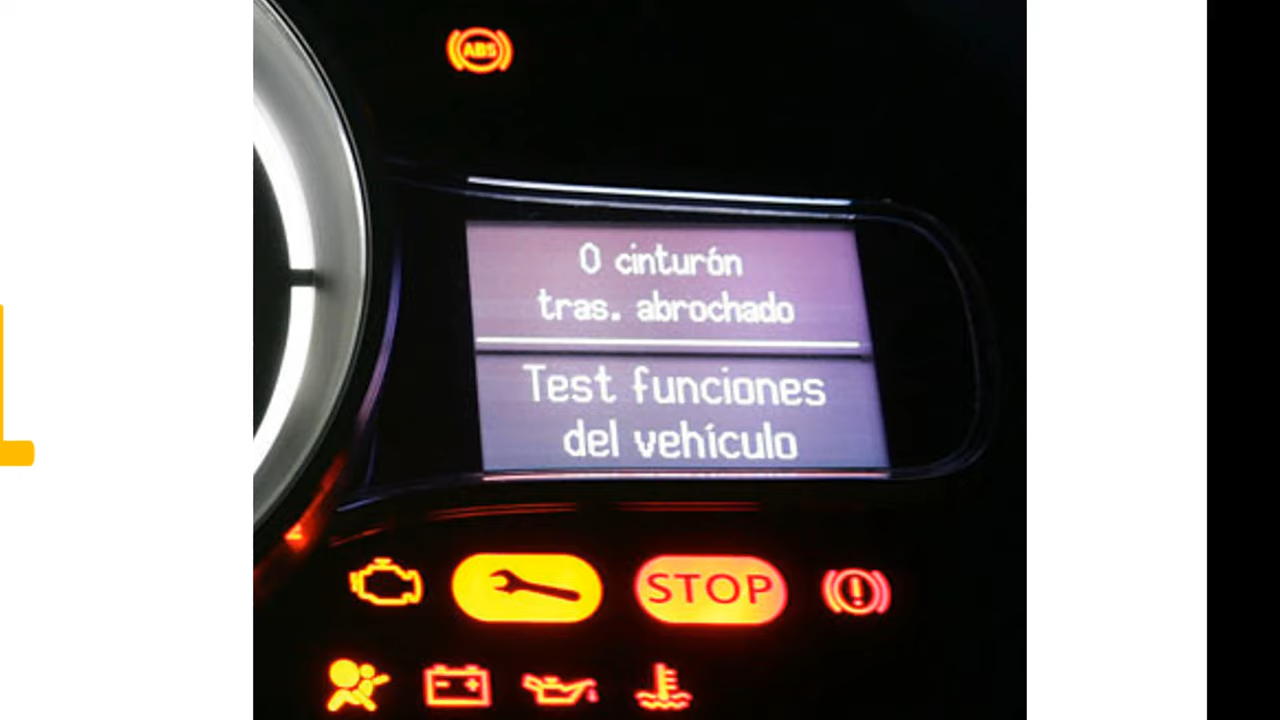 ABS
0 cinturón
tras. abrochado
Test funciones
del vehículo
STOP